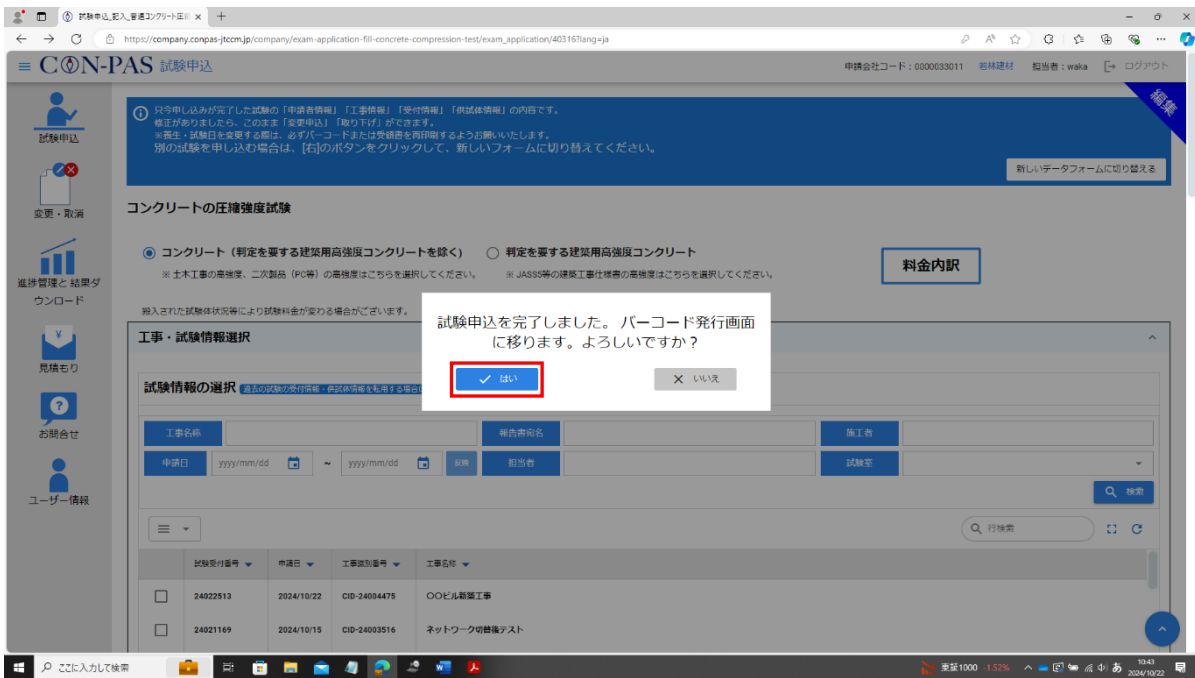 試験申込_記入_普通コンクリート圧
https://company.conpas-jtccm.jp/company/exam-application-fill-concrete-compression-test/exam_application/40316?lang=ja
CON-PAS 試験申込
申請会社コード：0000033011 若林建材 担当者：waka ログアウト
編集
試験申込
変更・取消
進捗管理と 結果ダ
ウンロード
見積もり
お問合せ
ユーザー情報
只今申し込みが完了した試験の「申請者情報」「工事情報」「受付情報」「供試体情報」の内容です。
修正がありましたら、このまま「変更申込」「取り下げ」ができます。
※養生・試験日を変更する際は、必ずバーコードまたは受領書を再印刷するようお願いいたします。
別の試験を申し込む場合は、[右]のボタンをクリックして、新しいフォームに切り替えてください。
新しいデータフォームに切り替える
コンクリートの圧縮強度試験
コンクリート（判定を要する建築用高強度コンクリートを除く）
※ 土木工事の高強度、二次製品（PC等）の高強度はこちらを選択してください。
判定を要する建築用高強度コンクリート
※ JASS5等の建築工事仕様書の高強度はこちらを選択してください。
料金内訳
搬入された試験体状況等により試験料金が変わる場合がございます。
試験申込を完了しました。 バーコード発行画面
に移ります。よろしいですか？
はい
いいえ
工事・試験情報選択
試験情報の選択 過去の試験の受付情報・供試体情報を転用する場合
工事名称
報告書宛名
施工者
申請日 yyyy/mm/dd ~ yyyy/mm/dd
担当者
試験室
検索
行検索
試験受付番号 申請日 工事識別番号 工事名称
24022513 2024/10/22 CID-24004475 〇〇ビル新築工事
24021169 2024/10/15 CID-24003516 ネットワーク切替後テスト
ここに入力して検索
東証1000 -1.52%
あ
10:43
2024/10/22